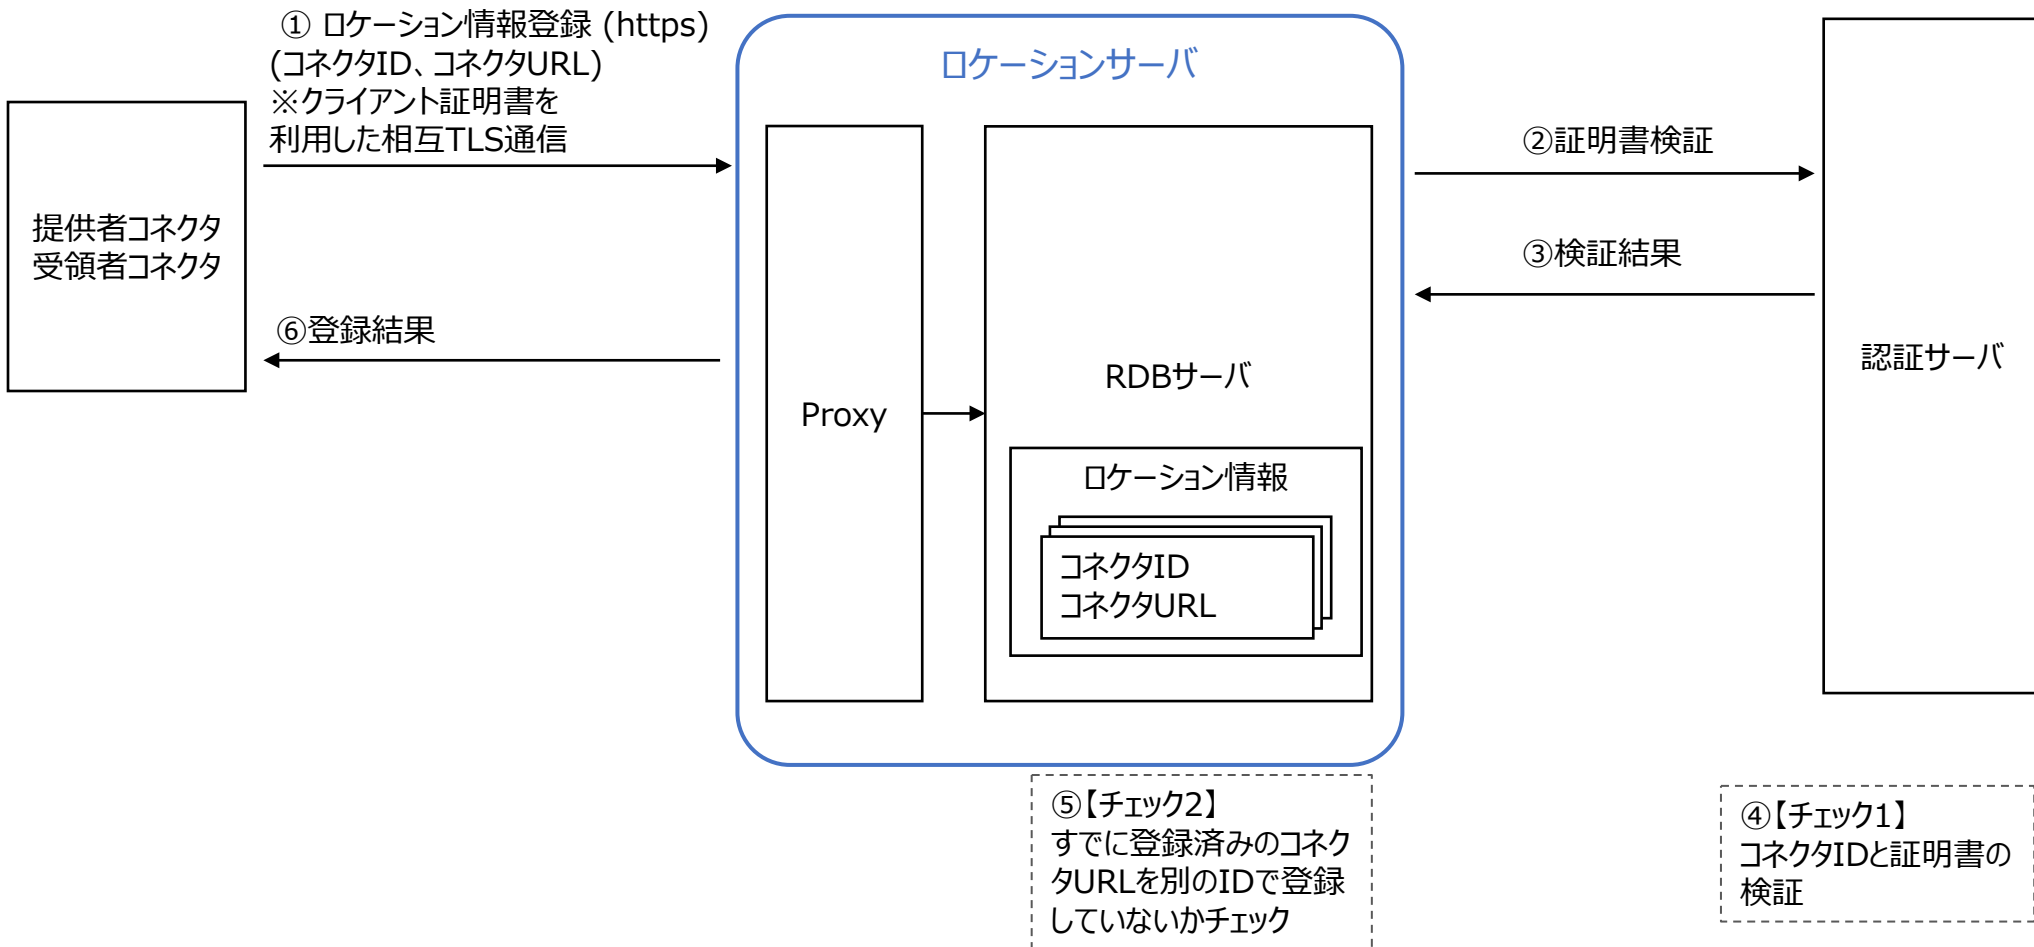 ① ロケーション情報登録 (https)
(コネクタID、コネクタURL)
※クライアント証明書を
利用した相互TLS通信
提供者コネクタ
受領者コネクタ
⑥登録結果
ロケーションサーバ
Proxy
RDBサーバ
ロケーション情報
コネクタID
コネクタURL
②証明書検証
③検証結果
認証サーバ
⑤【チェック2】
すでに登録済みのコネク
タURLを別のIDで登録
していないかチェック
④【チェック1】
コネクタIDと証明書の
検証